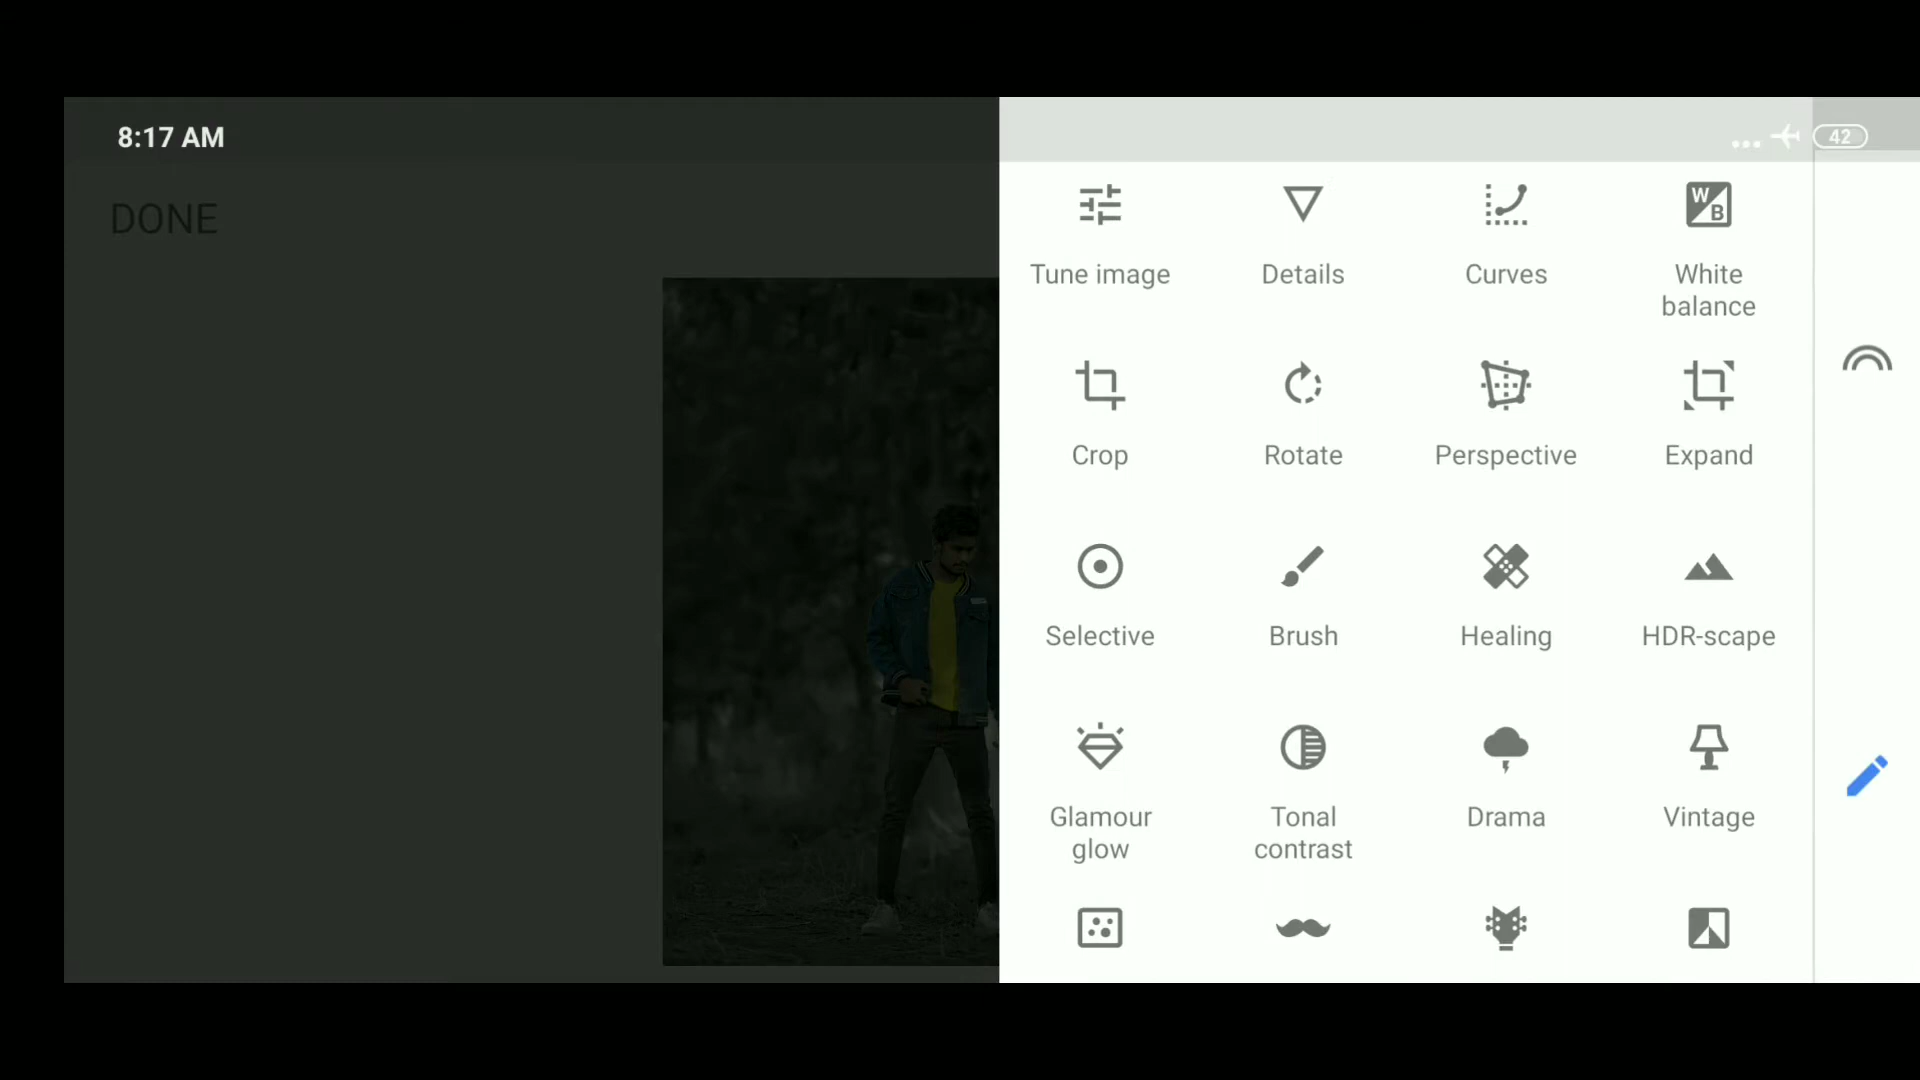 8:17 AM
42
DONE
Tune image
Details
Curves
W
B
White
balance
Crop
Rotate
Perspective
Expand
Selective
Brush
Healing
HDR-scape
Glamour
glow
Tonal
contrast
Drama
Vintage